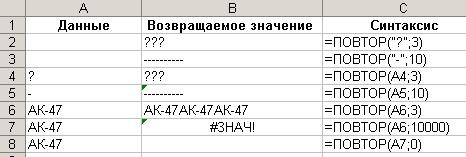 A B C
1 Данные Возвращаемое значение Синтаксис
2 ??? =ПОВТОР("?";3)
3 ---------- =ПОВТОР("-";10)
4 ? ??? =ПОВТОР(A4;3)
5 - ---------- =ПОВТОР(A5;10)
6 АК-47 АК-47АК-47АК-47 =ПОВТОР(A6;3)
7 АК-47 #ЗНАЧ! =ПОВТОР(A6;10000)
8 АК-47 =ПОВТОР(A7;0)